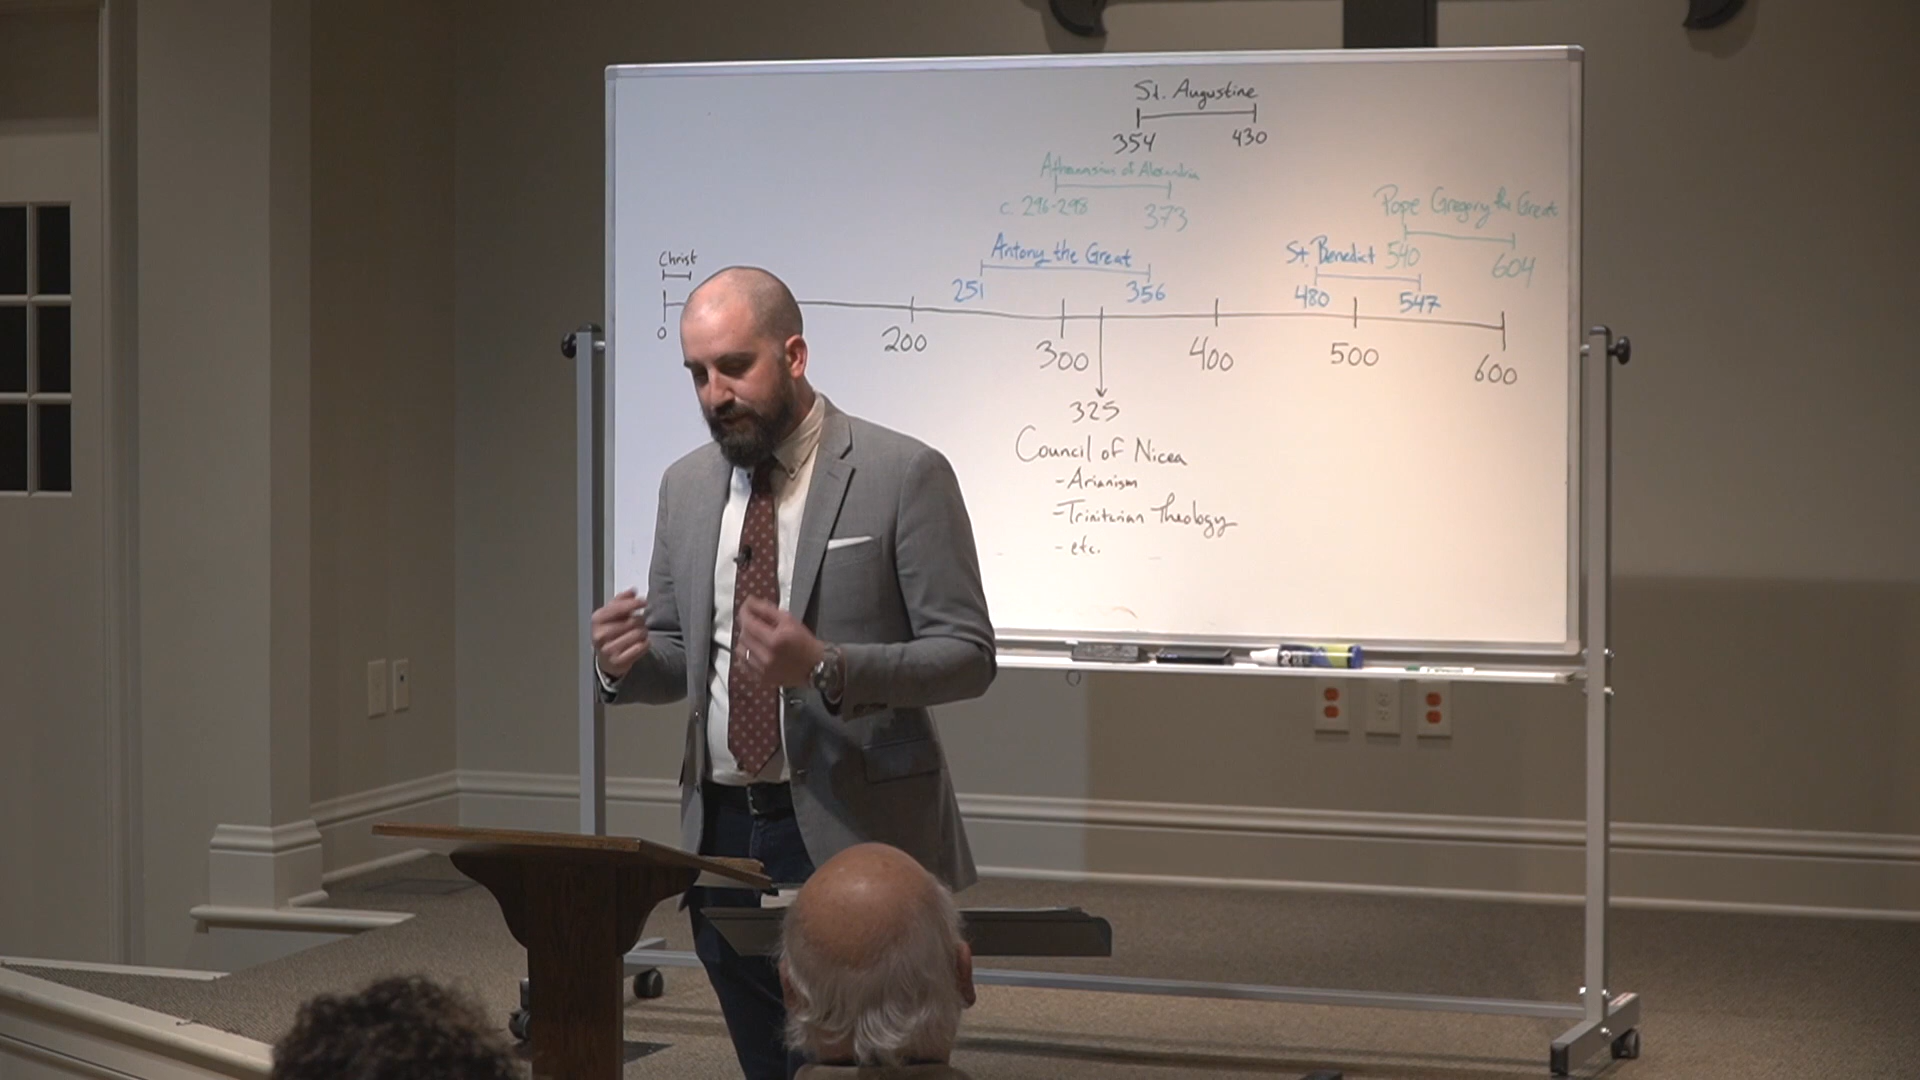 St. Augustine
354 430
Athanasius of Alexandria
c. 296-298 373
Pope Gregory the Great
540 604
Christ
Antony the Great
251 356
St. Benedict
480 547
0 200 300 400 500 600
325
Council of Nicea
- Arianism
- Trinitarian Theology
- etc.